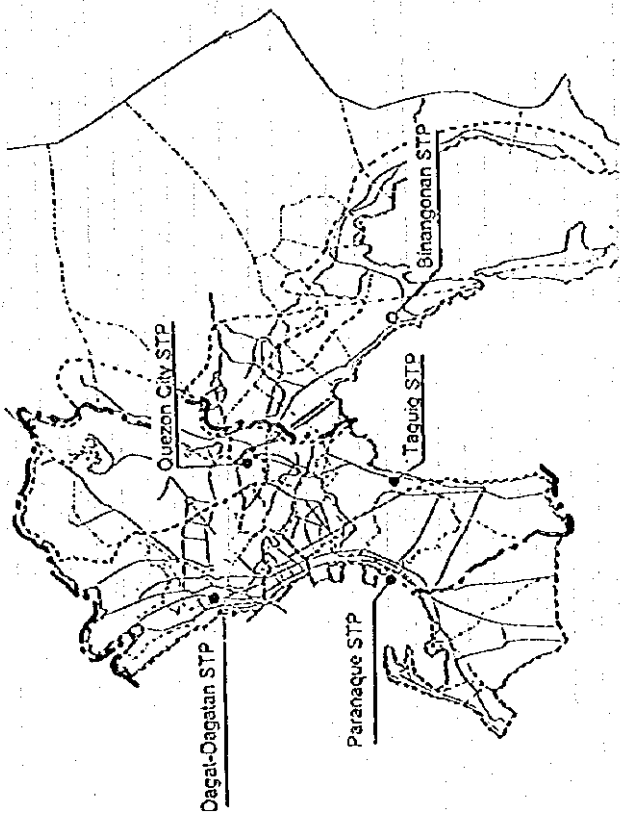 Quezon City STP
Binangonan STP
Taguig STP
Dagat-Dagatan STP
Paranaque STP